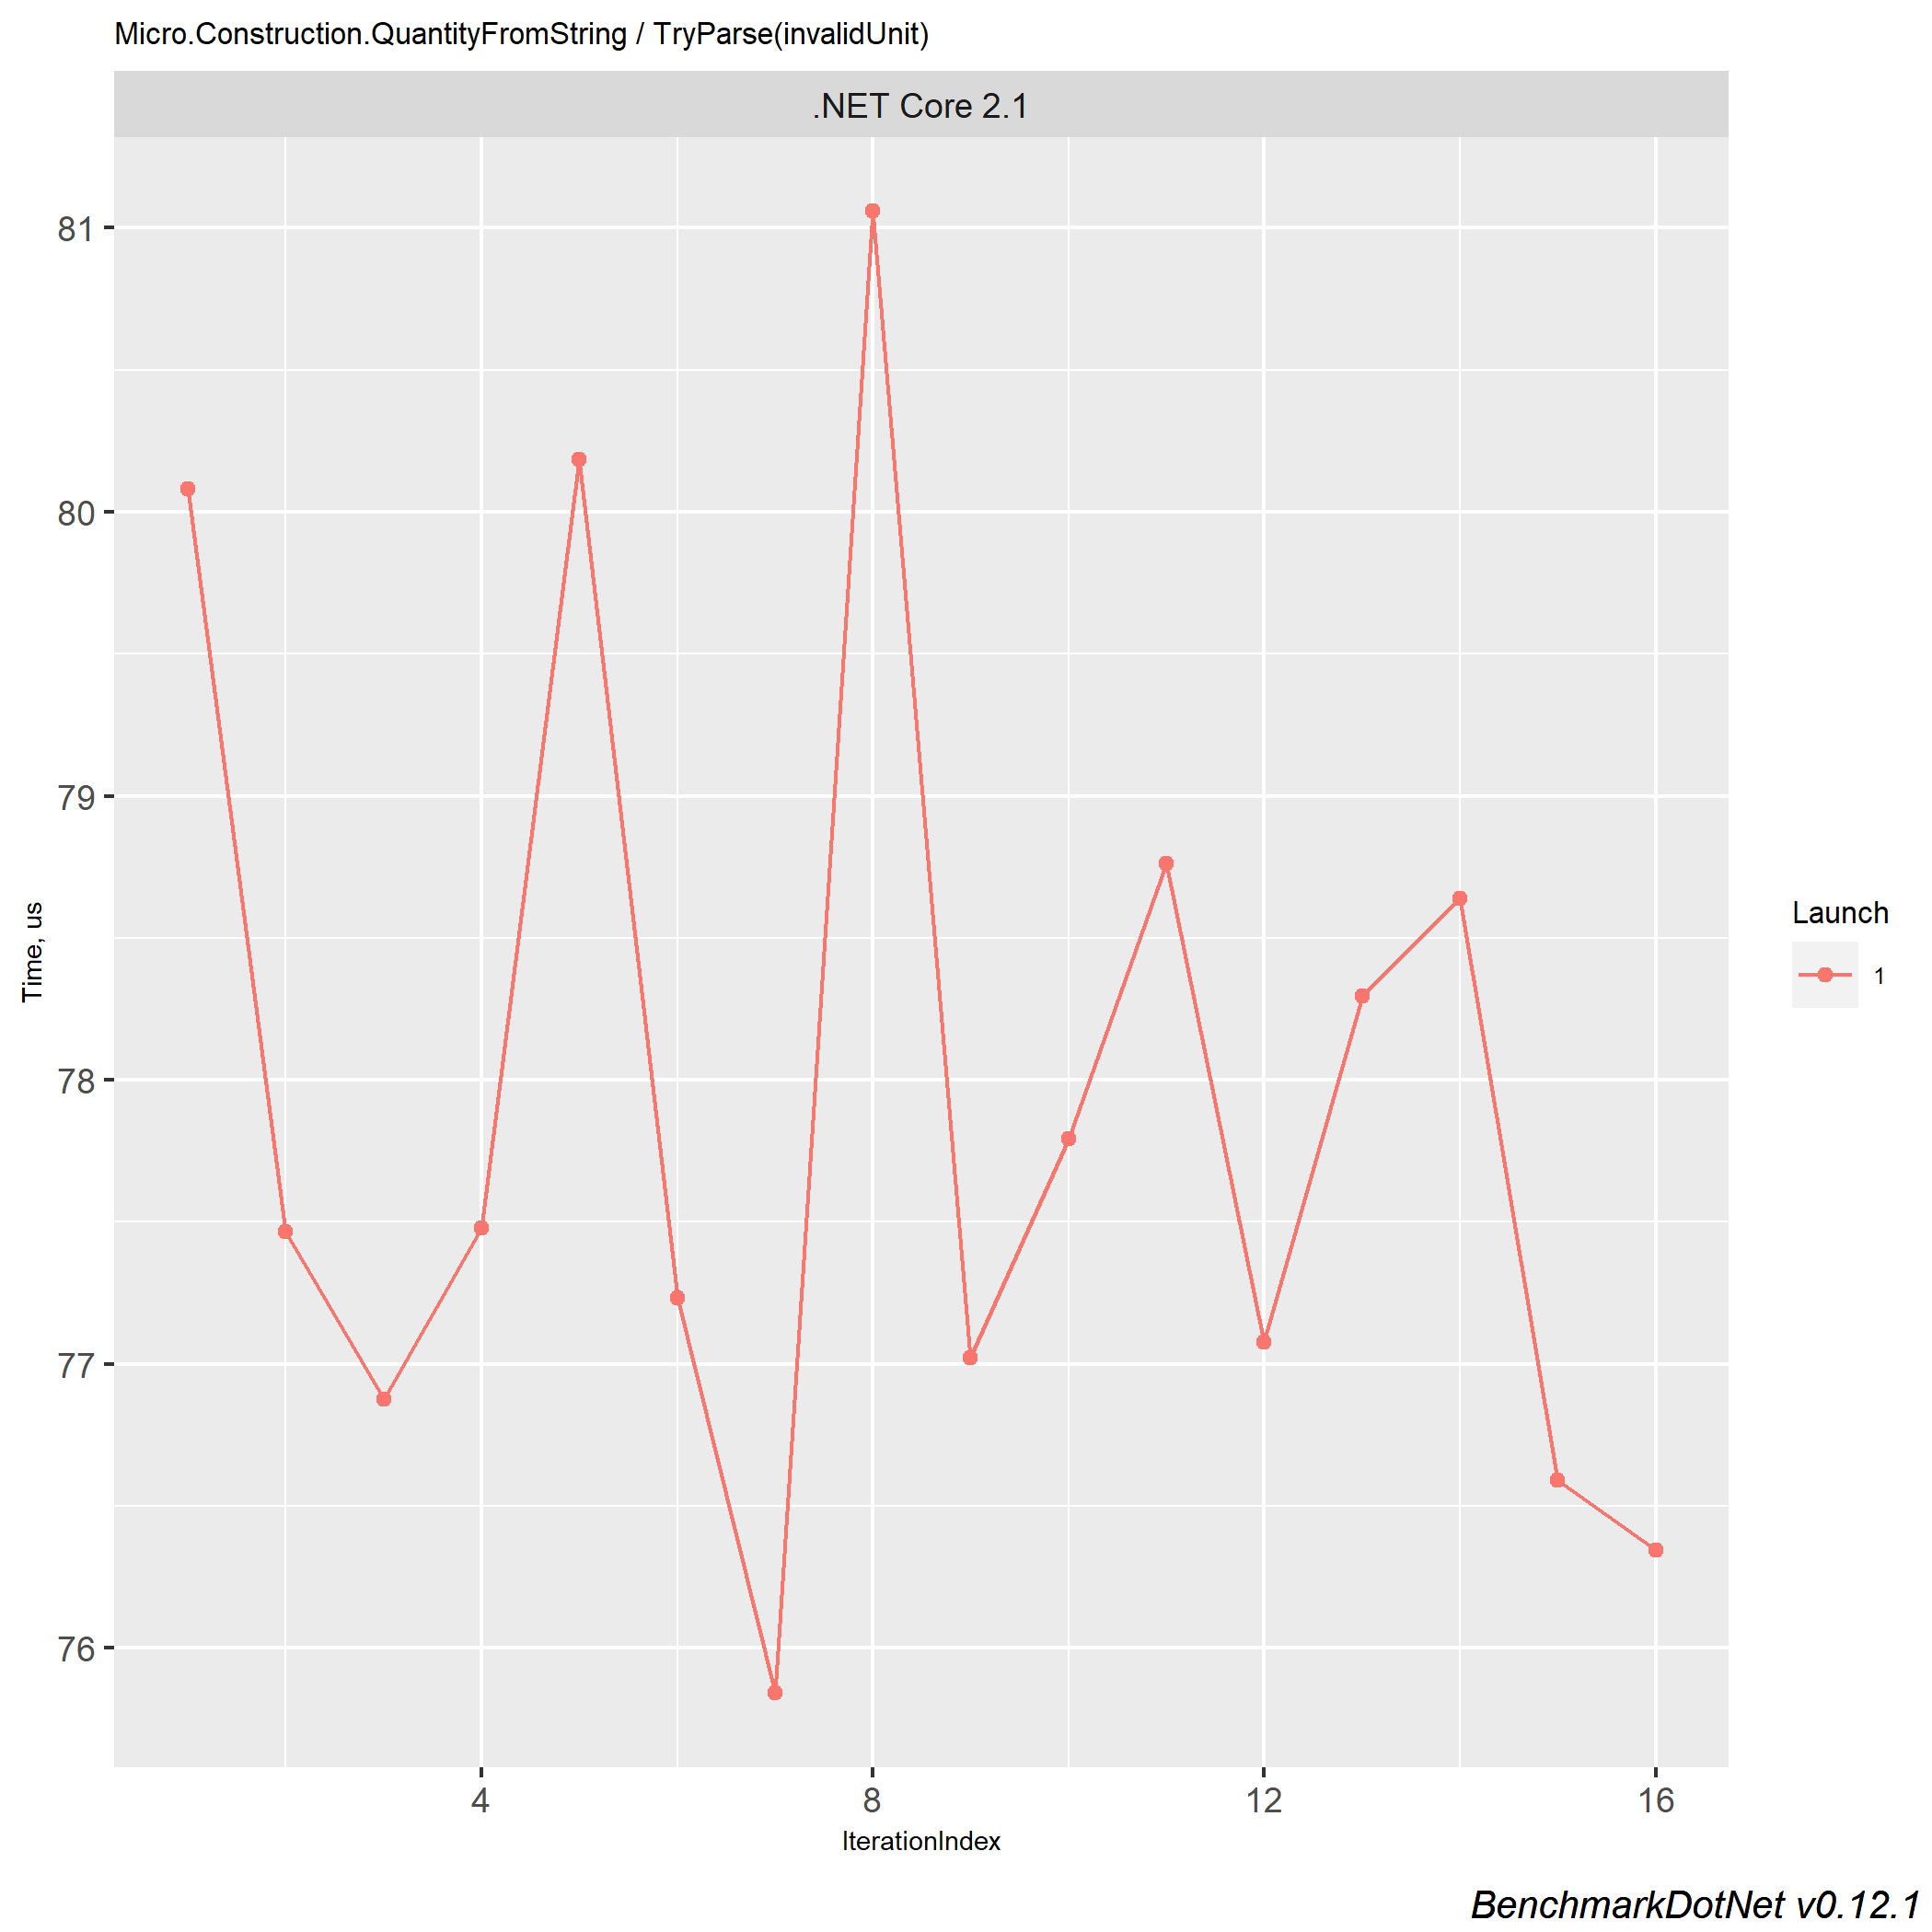 Micro.Construction.QuantityFromString / TryParse(invalidUnit)
.NET Core 2.1
81
80
79
78
77
76
Time, us
4 8 12 16
IterationIndex
Launch
1
BenchmarkDotNet v0.12.1